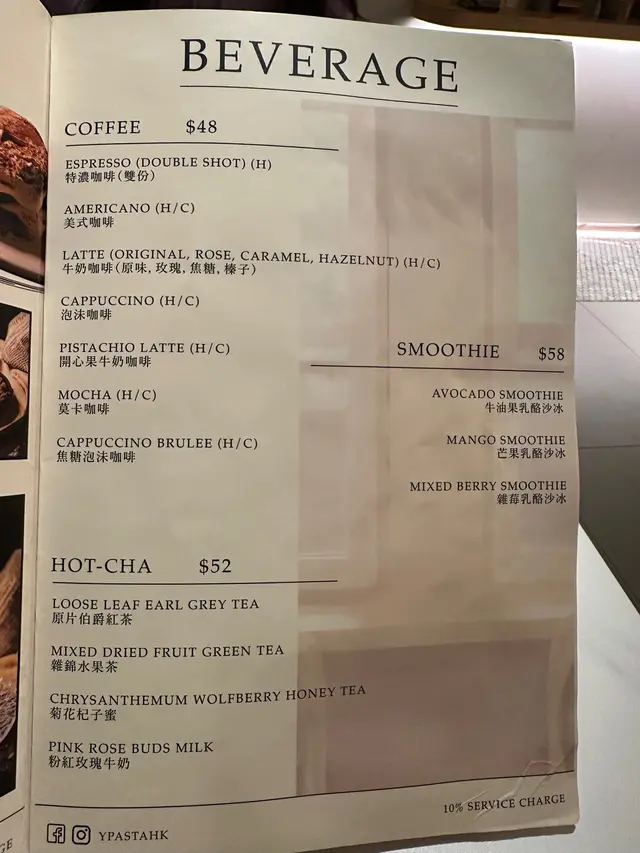 BEVERAGE
COFFEE $48
ESPRESSO (DOUBLE SHOT) (H)
特濃咖啡(雙份)
AMERICANO (H/C)
美式咖啡
LATTE (ORIGINAL, ROSE, CARAMEL, HAZELNUT) (H/C)
牛奶咖啡(原味, 玫瑰, 焦糖, 榛子)
CAPPUCCINO (H/C)
泡沫咖啡
PISTACHIO LATTE (H/C)
開心果牛奶咖啡
MOCHA (H/C)
莫卡咖啡
CAPPUCCINO BRULEE (H/C)
焦糖泡沫咖啡
SMOOTHIE $58
AVOCADO SMOOTHIE
牛油果乳酪沙冰
MANGO SMOOTHIE
芒果乳酪沙冰
MIXED BERRY SMOOTHIE
雜莓乳酪沙冰
HOT-CHA $52
LOOSE LEAF EARL GREY TEA
原片伯爵紅茶
MIXED DRIED FRUIT GREEN TEA
雜錦水果茶
CHRYSANTHEMUM WOLFBERRY HONEY TEA
菊花杞子蜜
PINK ROSE BUDS MILK
粉紅玫瑰牛奶
10% SERVICE CHARGE
YPASTAHK